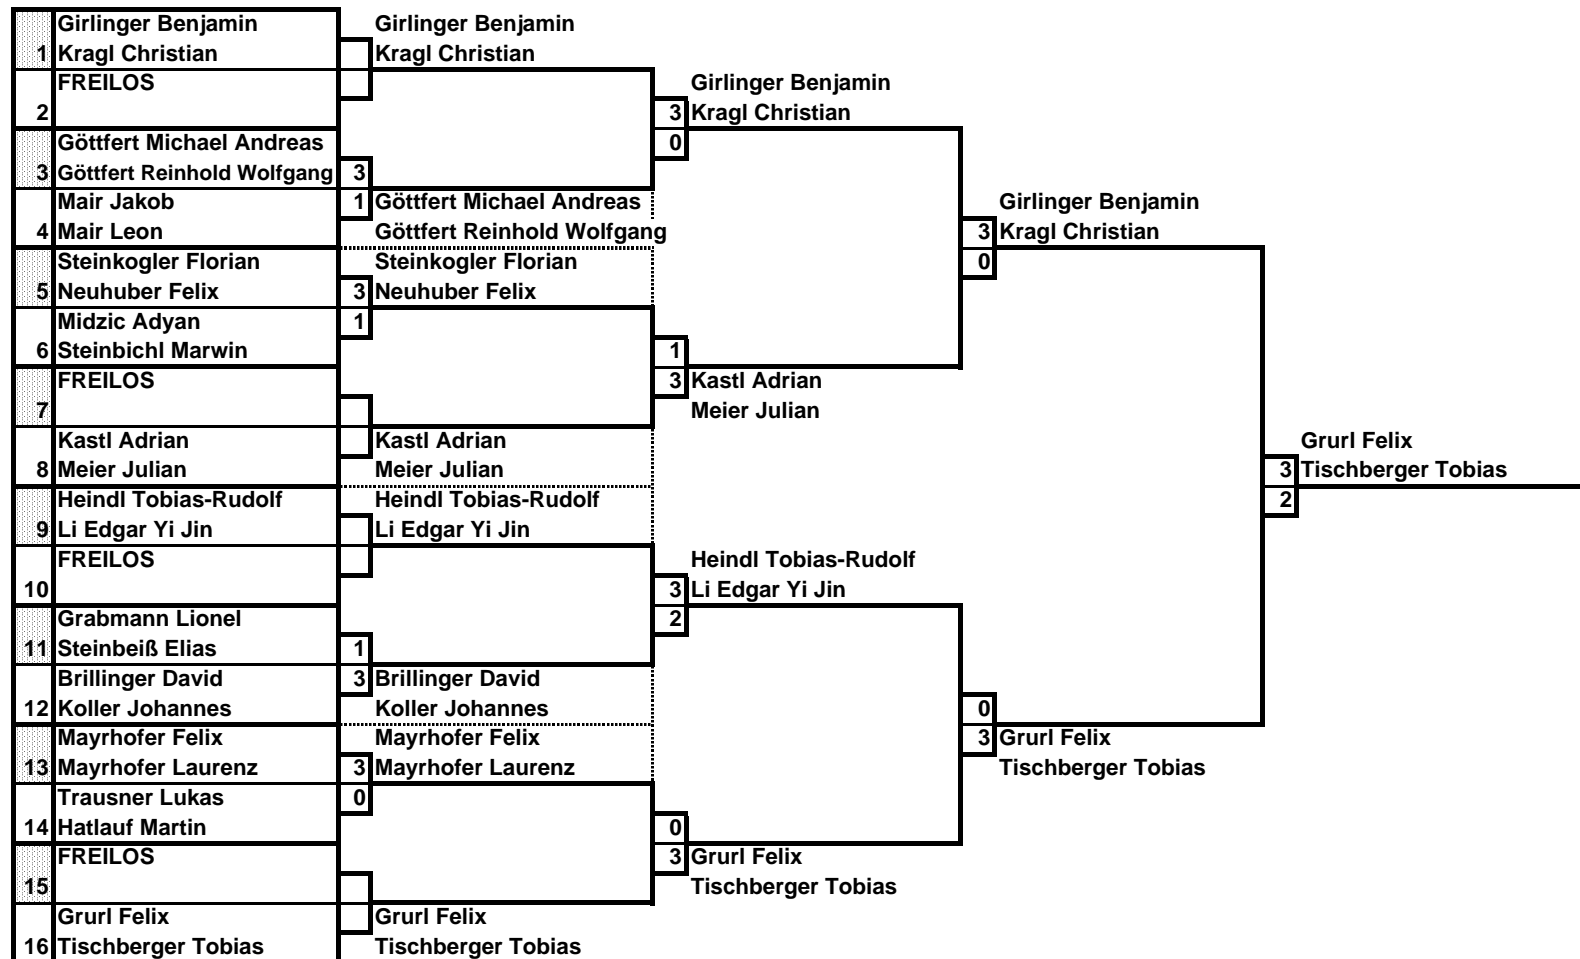 Girlinger Benjamin Girlinger Benjamin
1 Kragl Christian Kragl Christian
FREILOS Girlinger Benjamin
2 3 Kragl Christian
Göttfert Michael Andreas 0
3 Göttfert Reinhold Wolfgang 3
Mair Jakob 1 Göttfert Michael Andreas Girlinger Benjamin
4 Mair Leon Göttfert Reinhold Wolfgang 3 Kragl Christian
Steinkogler Florian Steinkogler Florian 0
5 Neuhuber Felix 3 Neuhuber Felix
Midzic Adyan 1
6 Steinbichl Marwin 1
FREILOS 3 Kastl Adrian
7 Meier Julian
Kastl Adrian Kastl Adrian Grurl Felix
8 Meier Julian Meier Julian 3 Tischberger Tobias
Heindl Tobias-Rudolf Heindl Tobias-Rudolf 2
9 Li Edgar Yi Jin Li Edgar Yi Jin
FREILOS Heindl Tobias-Rudolf
10 3 Li Edgar Yi Jin
Grabmann Lionel 2
11 Steinbeiß Elias 1
Brillinger David 3 Brillinger David
12 Koller Johannes Koller Johannes 0
Mayrhofer Felix Mayrhofer Felix 3 Grurl Felix
13 Mayrhofer Laurenz 3 Mayrhofer Laurenz Tischberger Tobias
Trausner Lukas 0
14 Hatlauf Martin 0
FREILOS 3 Grurl Felix
15 Tischberger Tobias
Grurl Felix Grurl Felix
16 Tischberger Tobias Tischberger Tobias